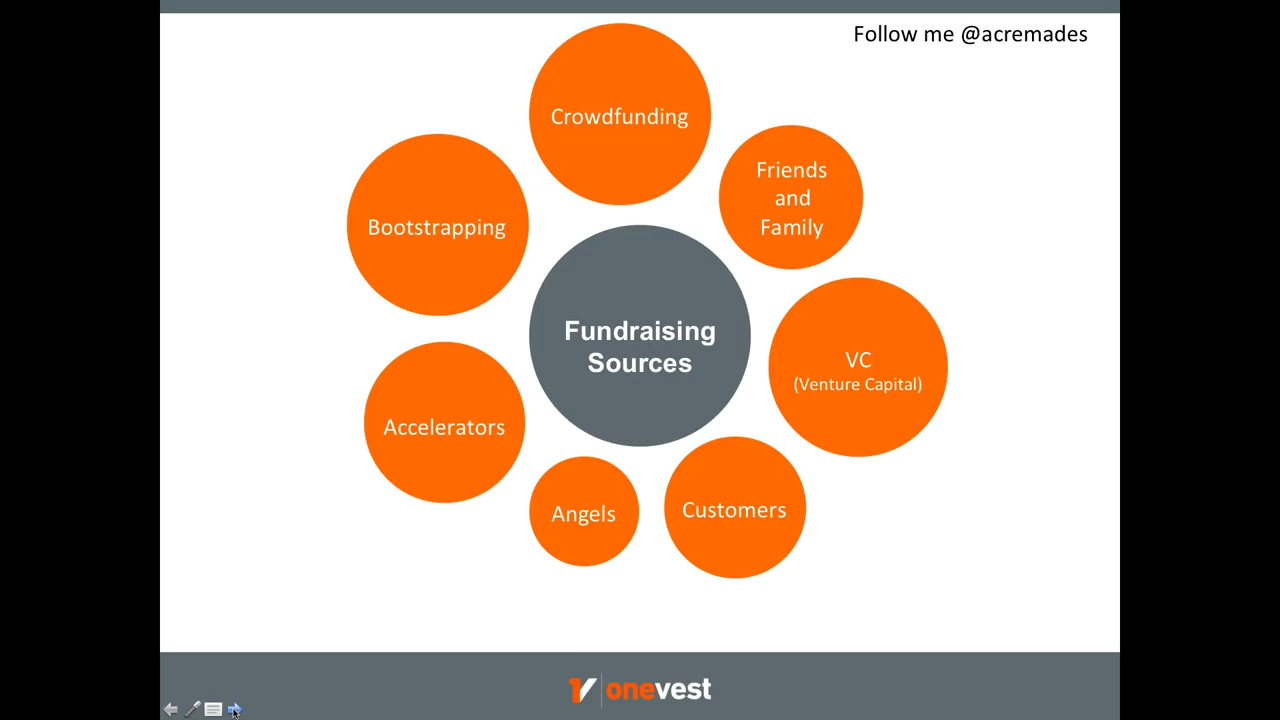 Follow me @acremades
Crowdfunding
Friends
and
Family
Bootstrapping
Fundraising
Sources
VC
(Venture Capital)
Accelerators
Angels
Customers
onevest